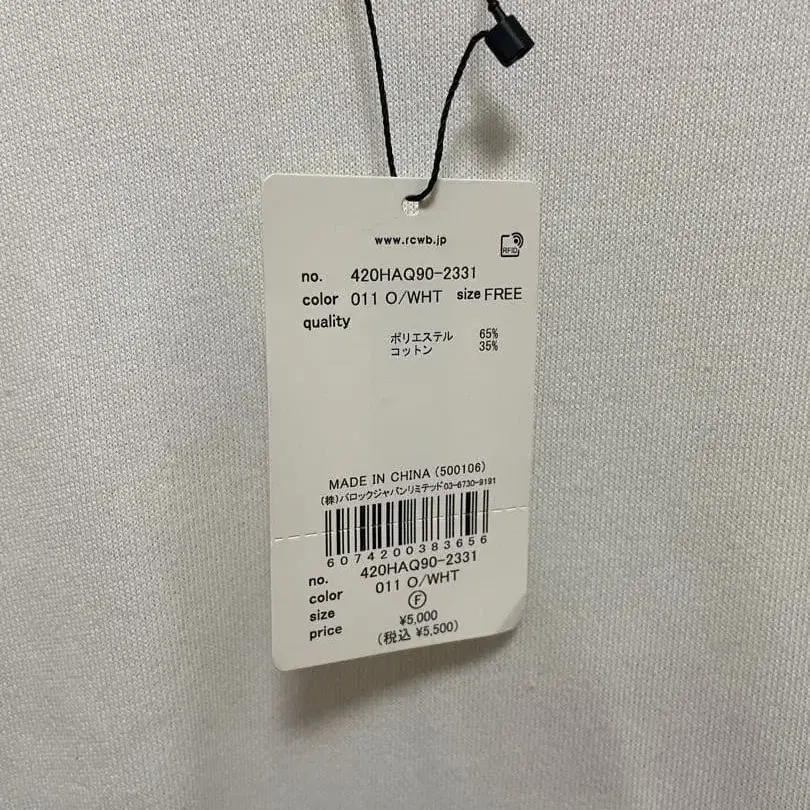 www.rcwb.jp
RFID
no. 420HAQ90-2331
color 011 O/WHT size FREE
quality
ポリエステル 65%
コットン 35%
MADE IN CHINA (500106)
(株)バロックジャパンリミテッド03-6730-9191
6074200383656
no. 420HAQ90-2331
color 011 O/WHT
size F
price ¥5,000
(税込 ¥5,500)